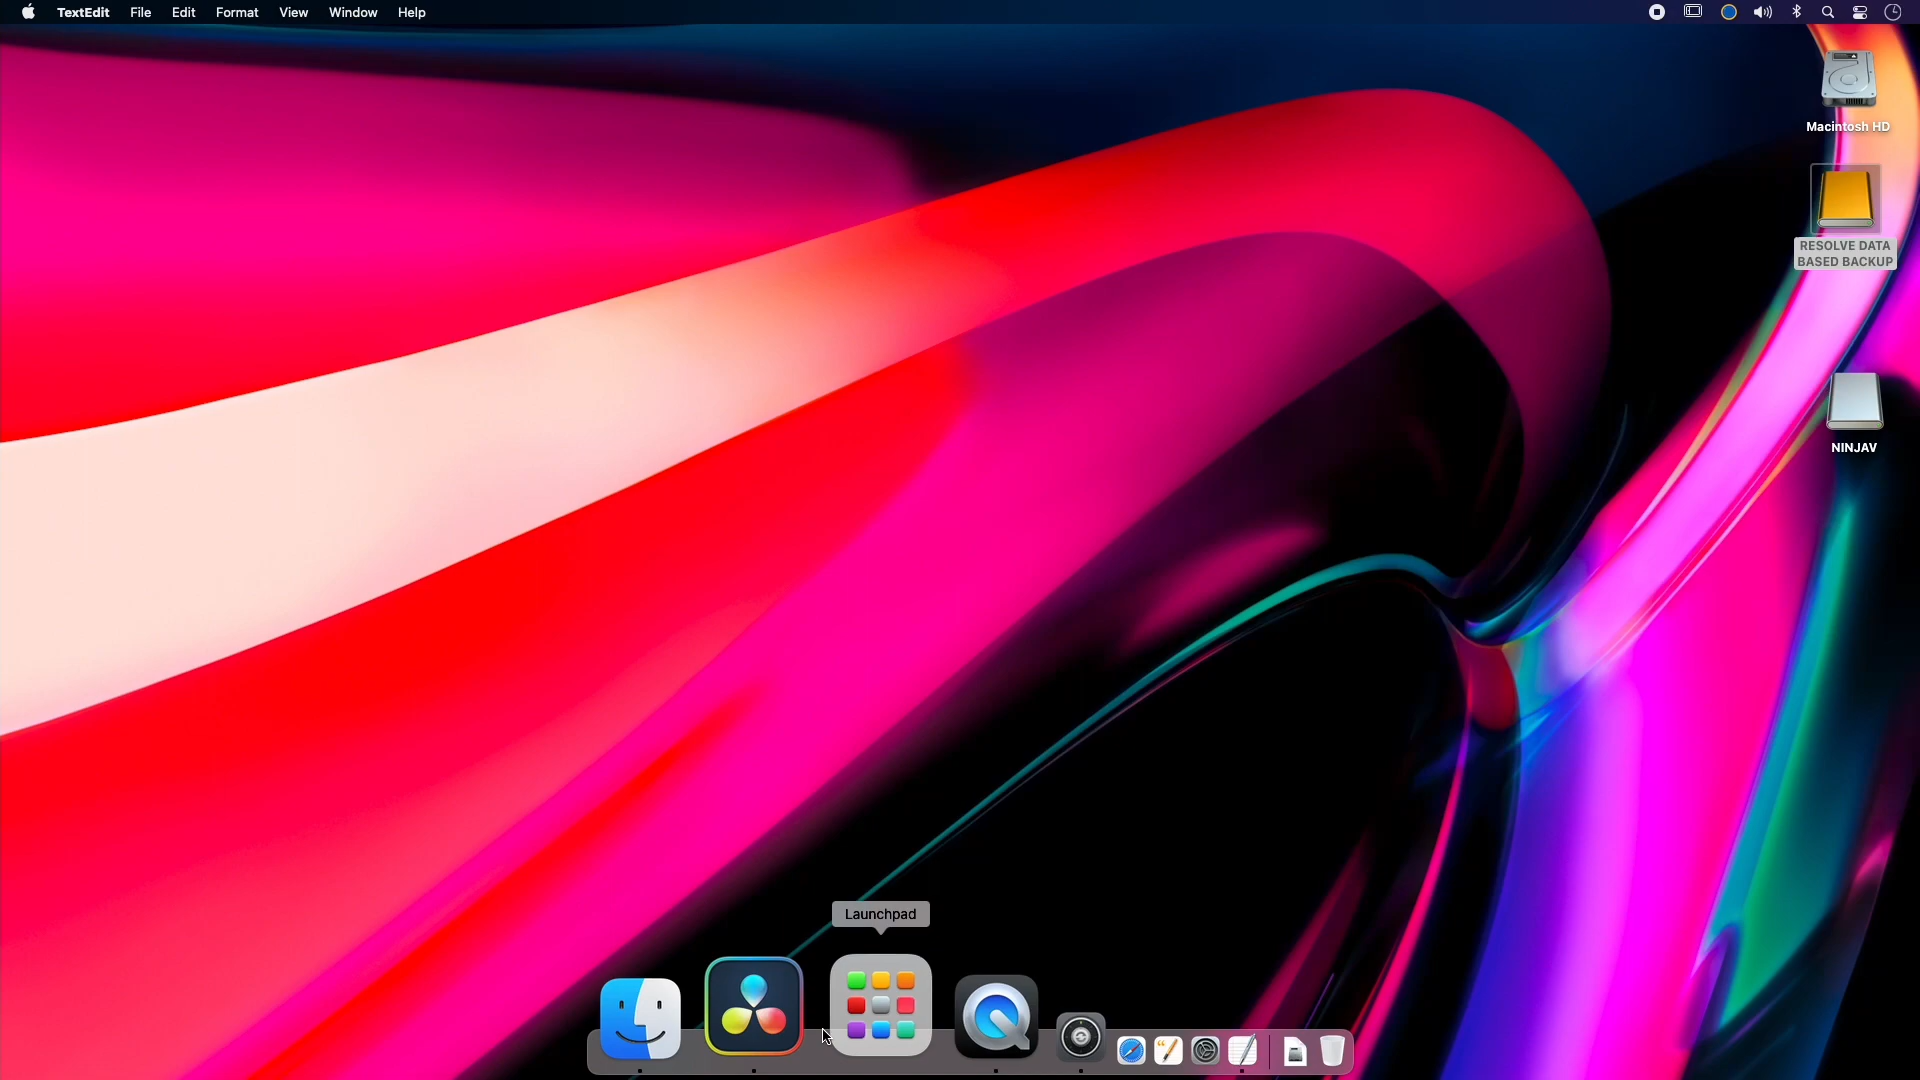 TextEdit File Edit Format View Window Help
Macintosh HD
RESOLVE DATA
BASED BACKUP
NINJAV
Launchpad